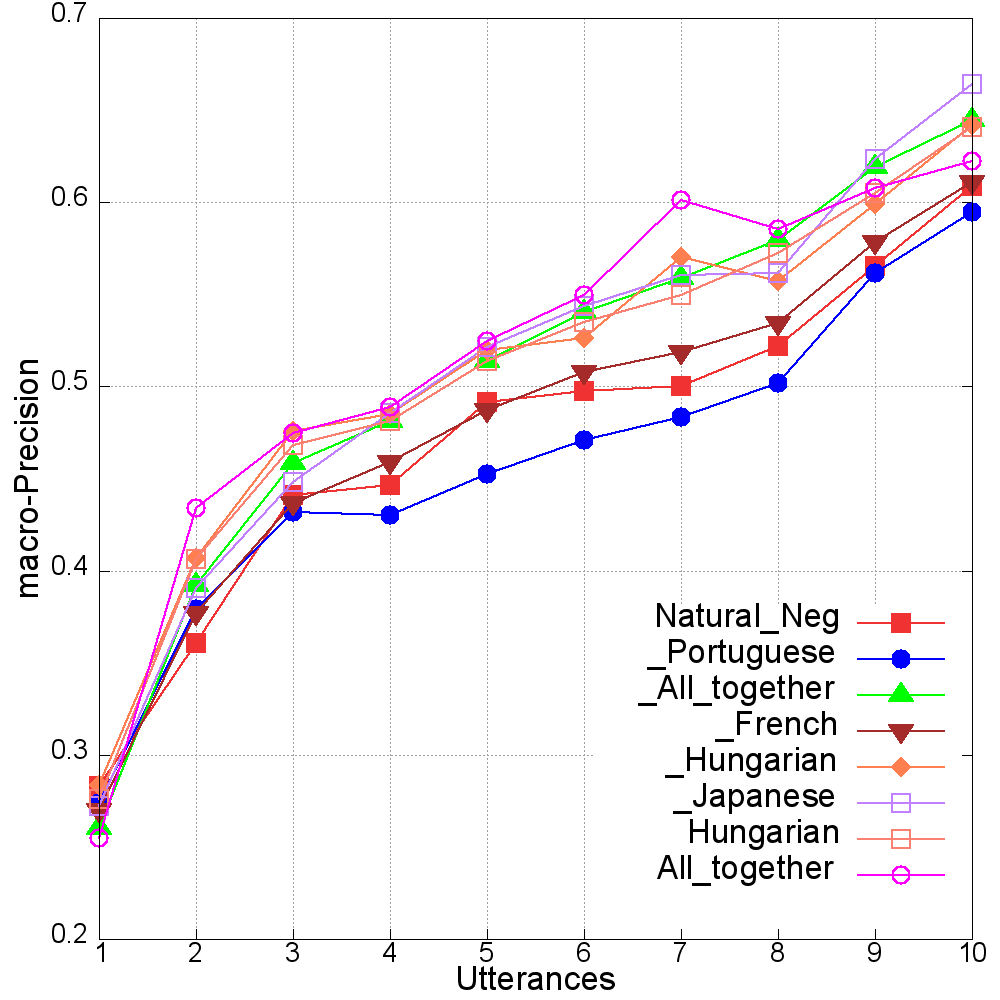 0.7
0.6
0.5
0.4
0.3
0.2
macro-Precision
Natural_Neg
_Portuguese
_All_together
_French
_Hungarian
_Japanese
Hungarian
All_together
1 2 3 4 5 6 7 8 9 10
Utterances